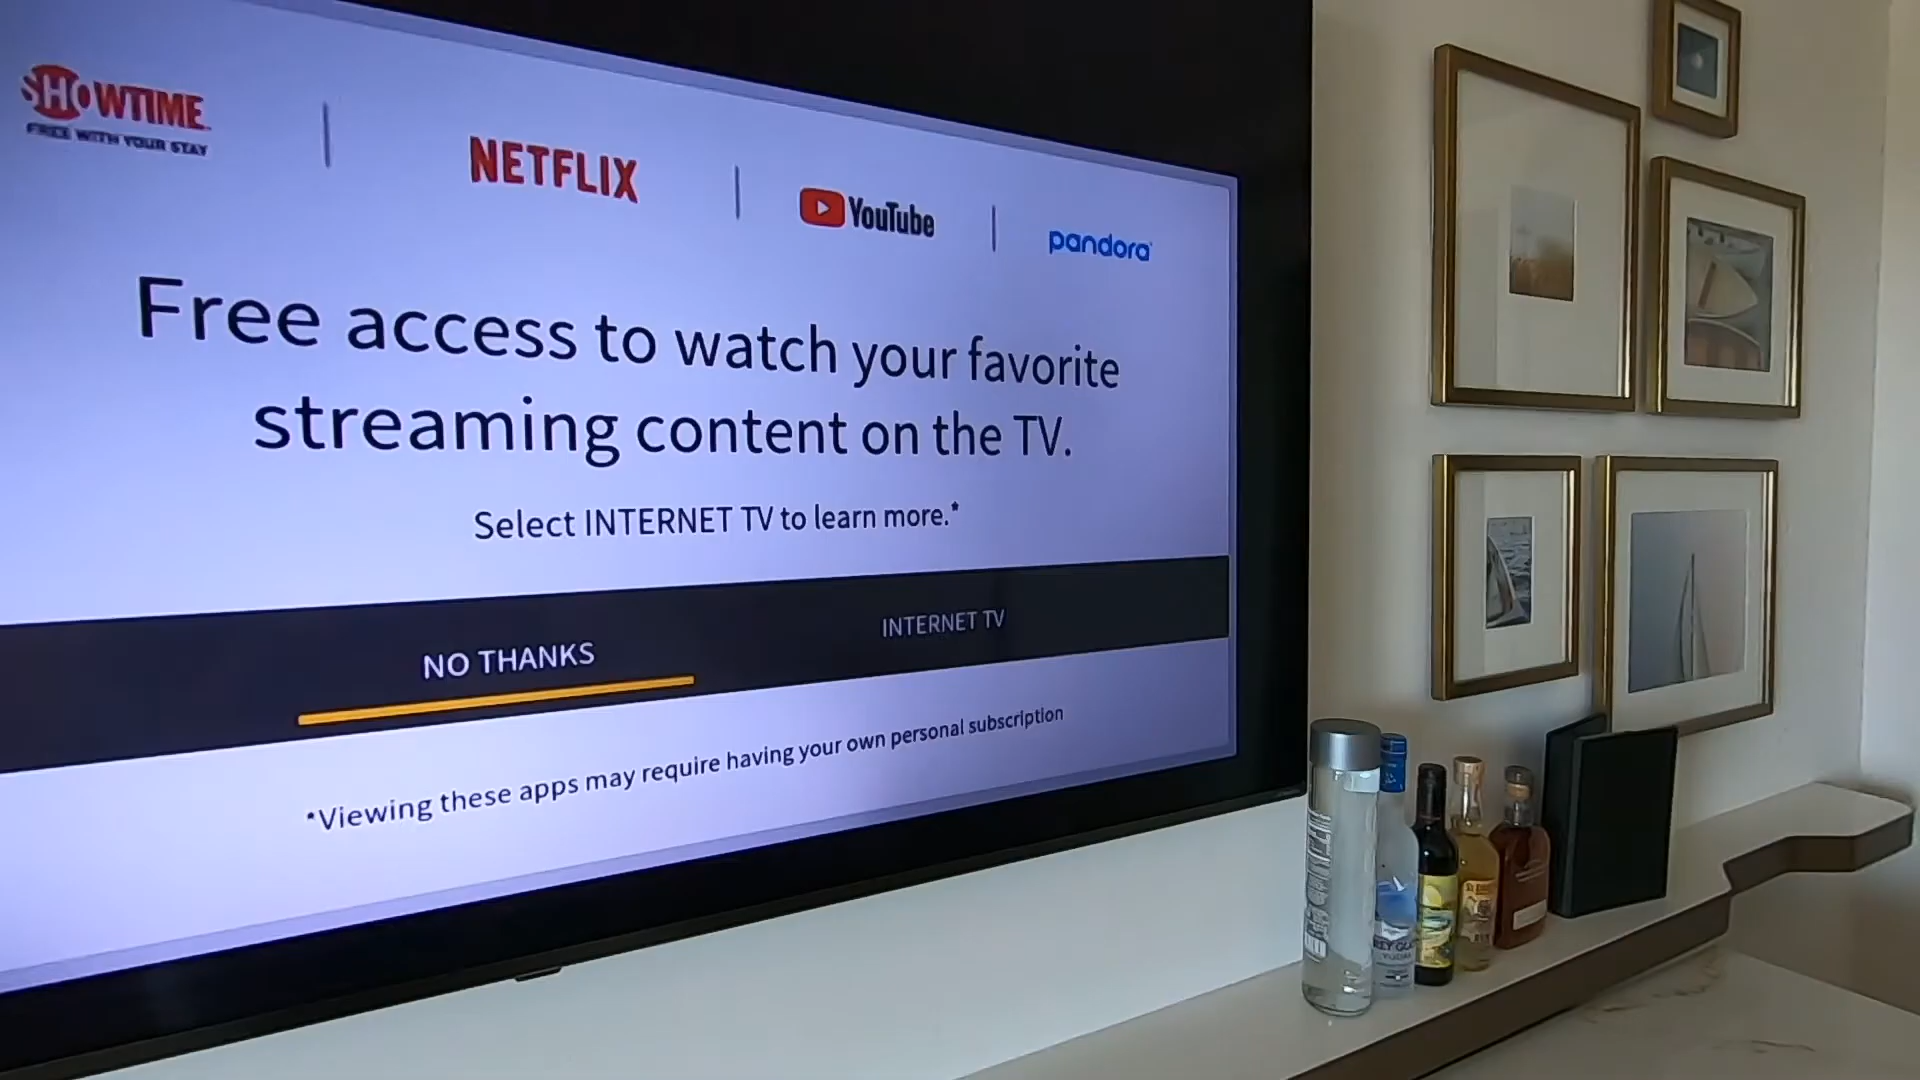 SHOWTIME
FREE WITH YOUR STAY
NETFLIX
YouTube
pandora
Free access to watch your favorite
streaming content on the TV.
Select INTERNET TV to learn more.*
NO THANKS
INTERNET TV
*Viewing these apps may require having your own personal subscription
VODKA